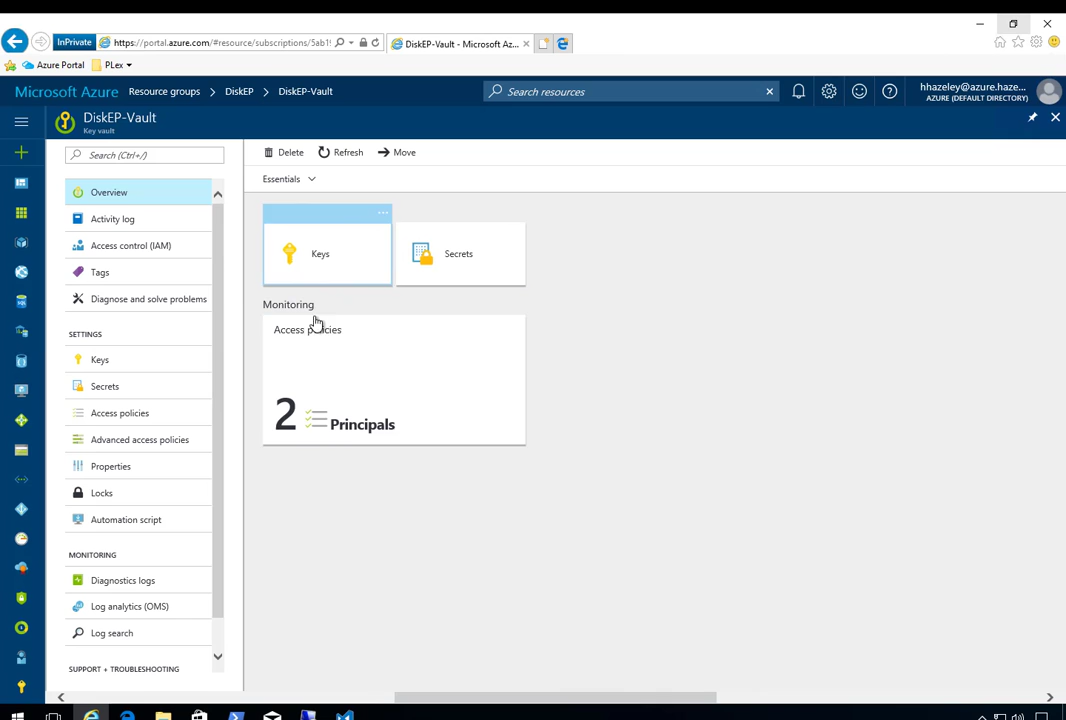 InPrivate
https://portal.azure.com/#resource/subscriptions/5ab1!
DiskEP-Vault - Microsoft Az...
Azure Portal
PLex
Microsoft Azure
Resource groups
DiskEP
DiskEP-Vault
Search resources
hhazeley@azure.haze...
AZURE (DEFAULT DIRECTORY)
DiskEP-Vault
Key vault
Search (Ctrl+/)
Delete
Refresh
Move
Essentials
Overview
Activity log
Access control (IAM)
Tags
Diagnose and solve problems
SETTINGS
Keys
Secrets
Access policies
Advanced access policies
Properties
Locks
Automation script
MONITORING
Diagnostics logs
Log analytics (OMS)
Log search
SUPPORT + TROUBLESHOOTING
Keys
Secrets
Monitoring
Access policies
2 Principals